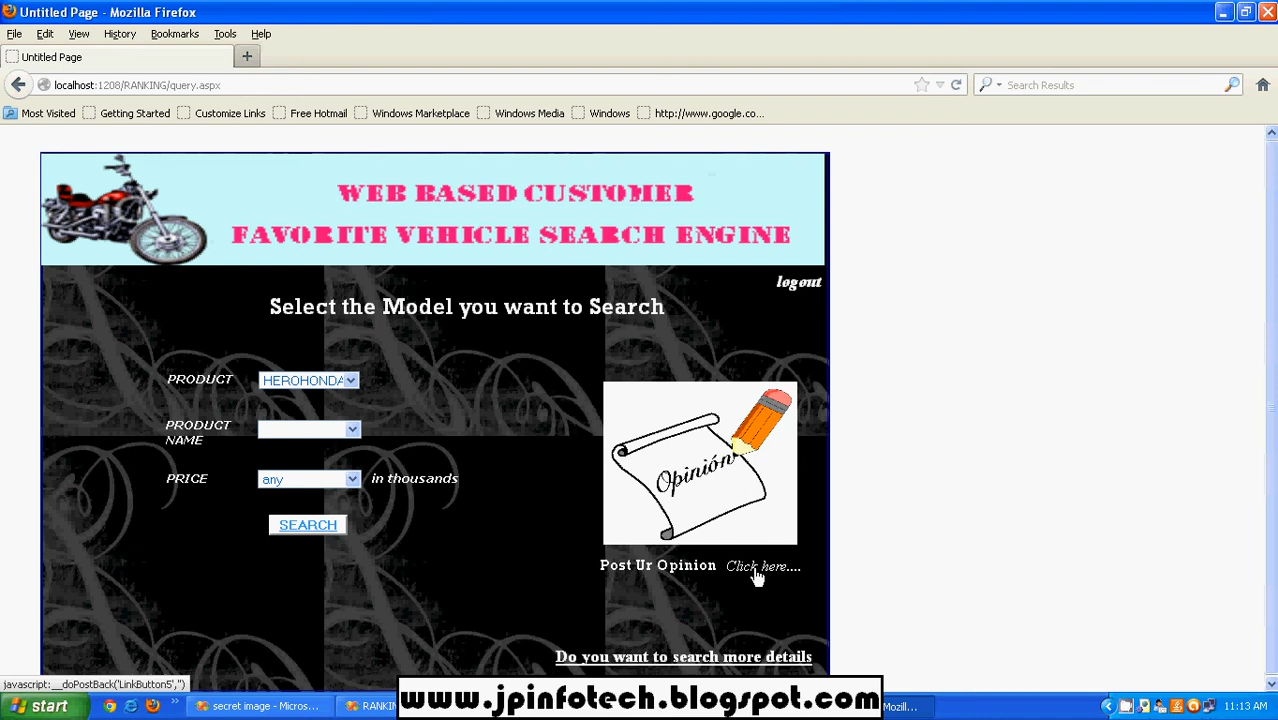 Untitled Page - Mozilla Firefox
File Edit View History Bookmarks Tools Help
Untitled Page
localhost:1208/RANKING/query.aspx
Search Results
Most Visited Getting Started Customize Links Free Hotmail Windows Marketplace Windows Media Windows http://www.google.co...
WEB BASED CUSTOMER
FAVORITE VEHICLE SEARCH ENGINE
logout
Select the Model you want to Search
PRODUCT HEROHONDA
PRODUCT
NAME
PRICE any in thousands
SEARCH
Opinión
Post Ur Opinion Click here....
Do you want to search more details
javascript: __doPostBack('LinkButton5','')
www.jpinfotech.blogspot.com
start secret image - Micros... RANKI Mozil... 11:13 AM